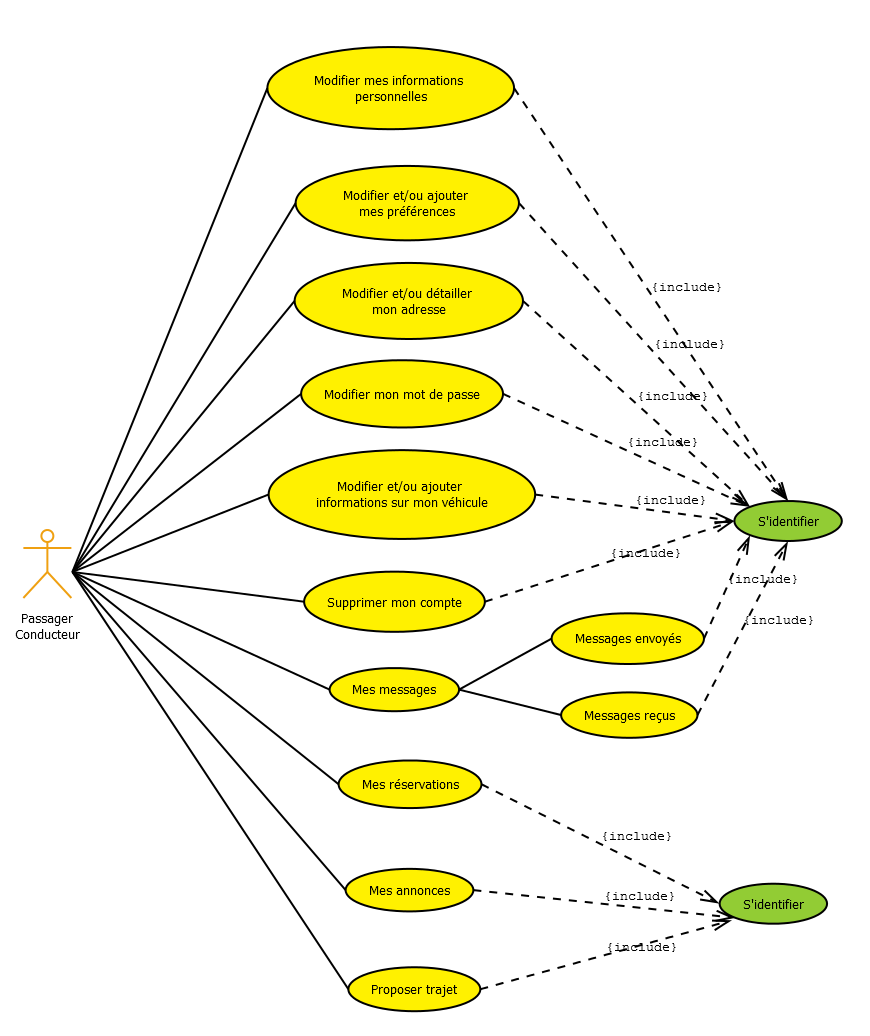 Modifier mes informations
personnelles
Modifier et/ou ajouter
mes préférences
{include}
Modifier et/ou détailler
mon adresse
{include}
Modifier mon mot de passe
{include}
{include}
Modifier et/ou ajouter
informations sur mon véhicule
{include}
S'identifier
{include}
Passager
Conducteur
Supprimer mon compte
{include}
{include}
Messages envoyés
Mes messages
Messages reçus
Mes réservations
{include}
Mes annonces
{include}
S'identifier
{include}
Proposer trajet